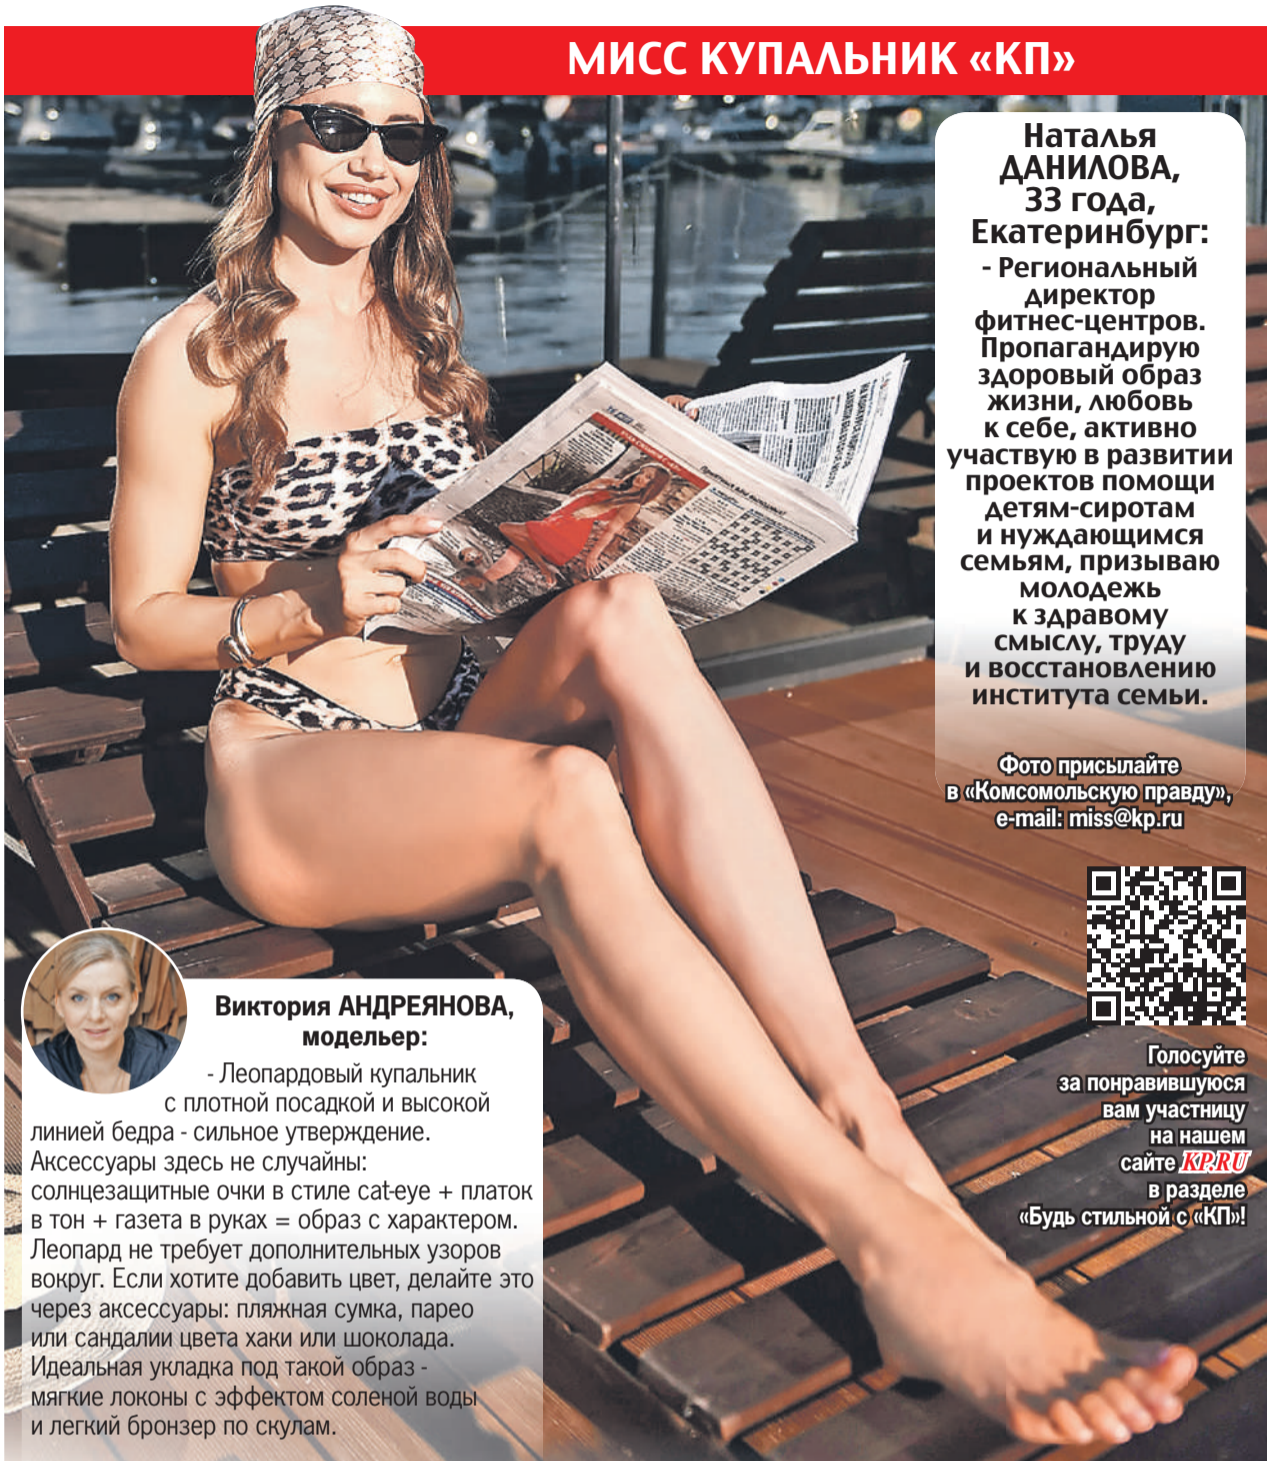 МИСС КУПАЛЬНИК «КП»
Наталья
ДАНИЛОВА,
33 года,
Екатеринбург:
- Региональный
директор
фитнес-центров.
Пропагандирую
здоровый образ
жизни, любовь
к себе, активно
участвую в развитии
проектов помощи
детям-сиротам
и нуждающимся
семьям, призываю
молодежь
к здравому
смыслу, труду
и восстановлению
института семьи.
Фото присылайте
в «Комсомольскую правду»,
e-mail: miss@kp.ru
Голосуйте
за понравившуюся
вам участницу
на нашем
сайте KP.RU
в разделе
«Будь стильной с «КП»!
Виктория АНДРЕЯНОВА,
модельер:
- Леопардовый купальник
с плотной посадкой и высокой
линией бедра - сильное утверждение.
Аксессуары здесь не случайны:
солнцезащитные очки в стиле cat-eye + платок
в тон + газета в руках = образ с характером.
Леопард не требует дополнительных узоров
вокруг. Если хотите добавить цвет, делайте это
через аксессуары: пляжная сумка, парео
или сандалии цвета хаки или шоколада.
Идеальная укладка под такой образ -
мягкие локоны с эффектом соленой воды
и легкий бронзер по скулам.